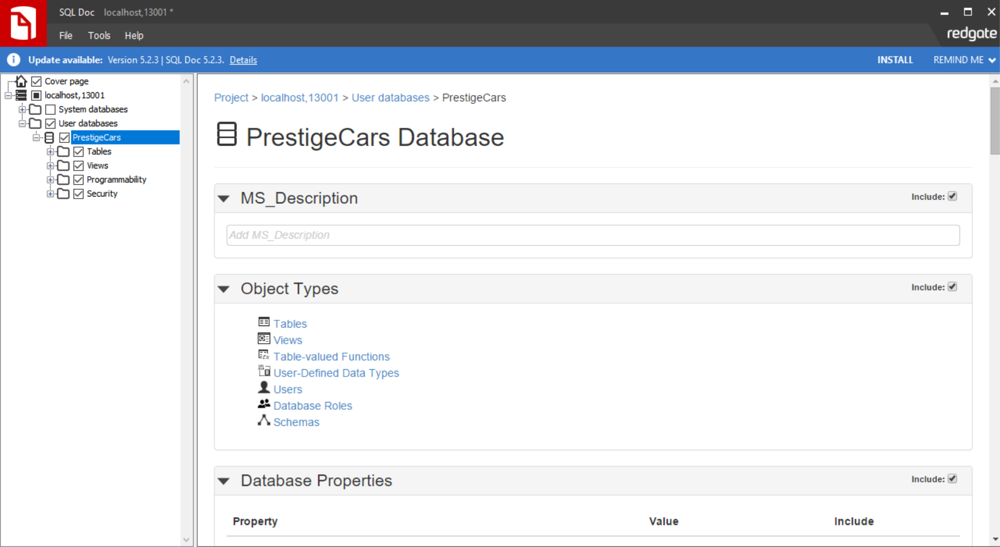 SQL Doc localhost,13001 *
File Tools Help
redgate
Update available: Version 5.2.3 | SQL Doc 5.2.3. Details
INSTALL REMIND ME
Cover page
localhost,13001
System databases
User databases
PrestigeCars
Tables
Views
Programmability
Security
Project > localhost,13001 > User databases > PrestigeCars
PrestigeCars Database
MS_Description
Include:
Add MS_Description
Object Types
Include:
Tables
Views
Table-valued Functions
User-Defined Data Types
Users
Database Roles
Schemas
Database Properties
Include:
Property Value Include